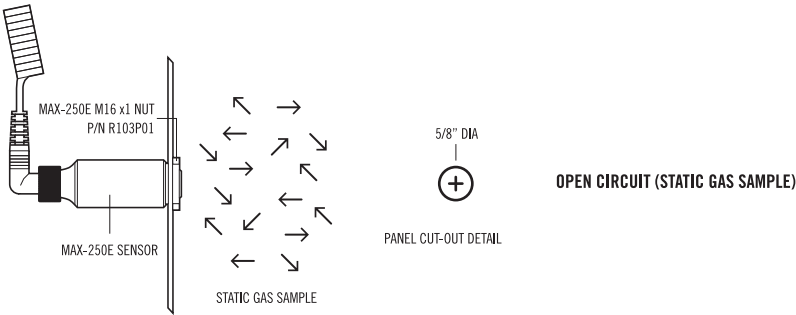 MAX-250E M16 x1 NUT
P/N R103P01
MAX-250E SENSOR
STATIC GAS SAMPLE
5/8" DIA
PANEL CUT-OUT DETAIL
OPEN CIRCUIT (STATIC GAS SAMPLE)